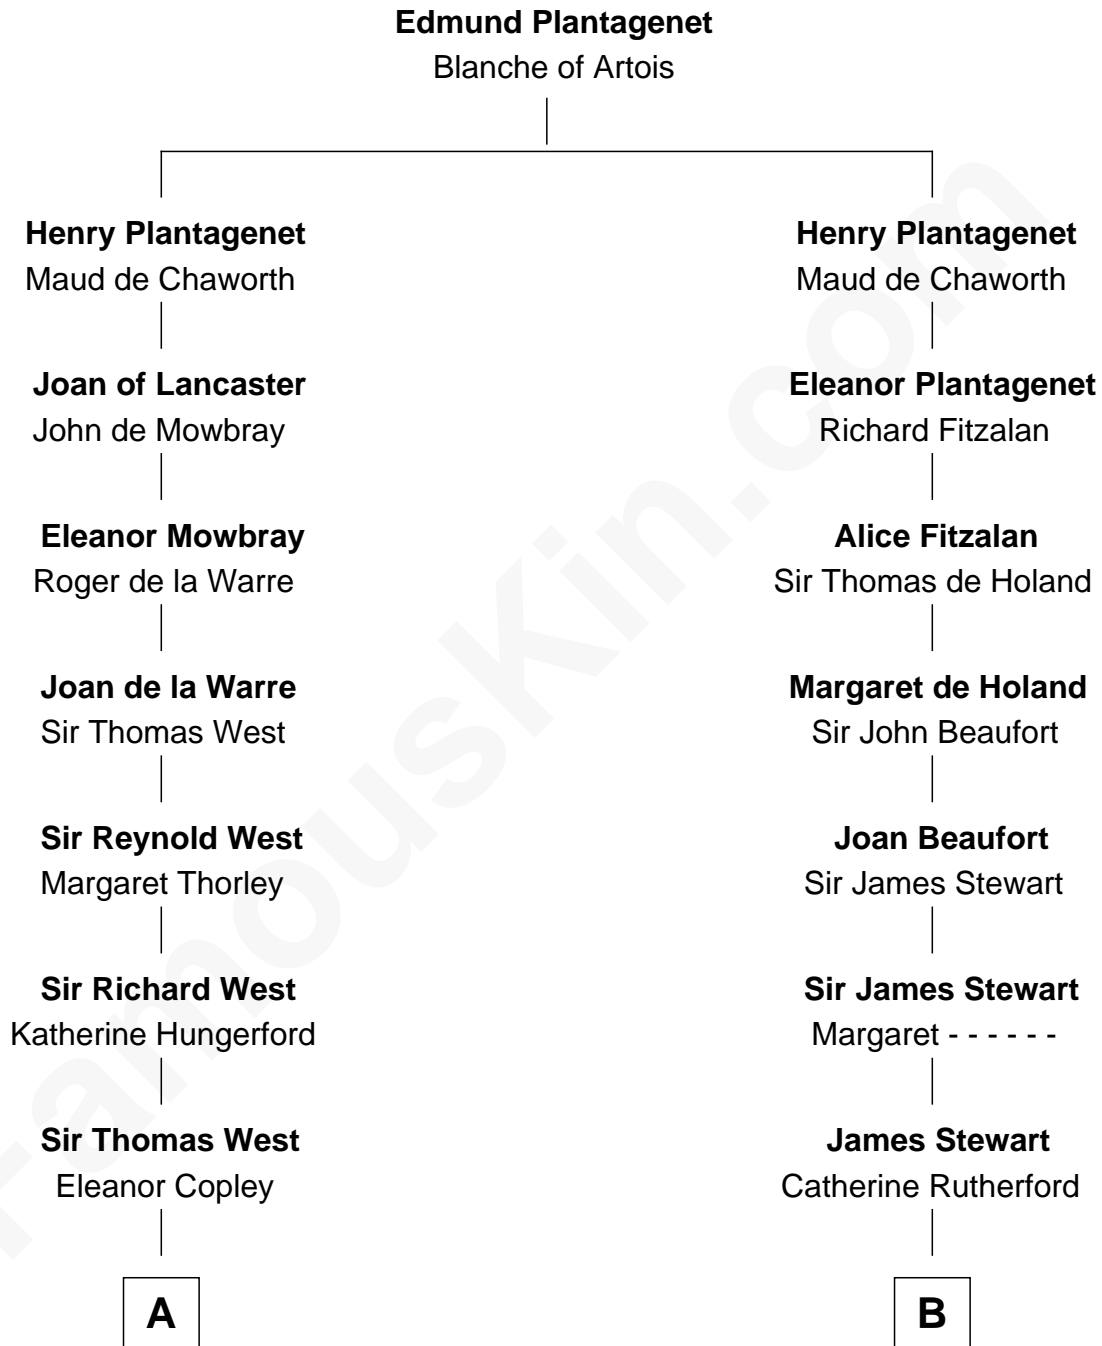 Edmund Plantagenet
Blanche of Artois
Henry Plantagenet
Maud de Chaworth
Joan of Lancaster
John de Mowbray
Eleanor Mowbray
Roger de la Warre
Joan de la Warre
Sir Thomas West
Sir Reynold West
Margaret Thorley
Sir Richard West
Katherine Hungerford
Sir Thomas West
Eleanor Copley
A
Henry Plantagenet
Maud de Chaworth
Eleanor Plantagenet
Richard Fitzalan
Alice Fitzalan
Sir Thomas de Holand
Margaret de Holand
Sir John Beaufort
Joan Beaufort
Sir James Stewart
Sir James Stewart
Margaret - - - - - -
James Stewart
Catherine Rutherford
B
FamousKin.com